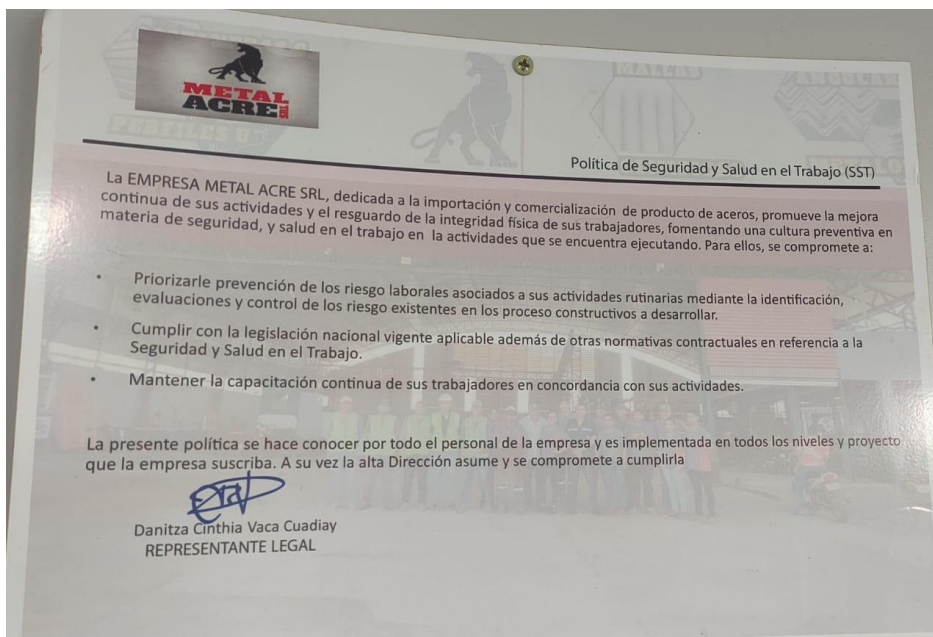 METAL
ACRE SRL
PERFILES U
MALLAS
ANGULAR
Política de Seguridad y Salud en el Trabajo (SST)
La EMPRESA METAL ACRE SRL, dedicada a la importación y comercialización de producto de aceros, promueve la mejora
continua de sus actividades y el resguardo de la integridad física de sus trabajadores, fomentando una cultura preventiva en
materia de seguridad, y salud en el trabajo en la actividades que se encuentra ejecutando. Para ellos, se compromete a:
• Priorizarle prevención de los riesgo laborales asociados a sus actividades rutinarias mediante la identificación,
evaluaciones y control de los riesgo existentes en los proceso constructivos a desarrollar.
• Cumplir con la legislación nacional vigente aplicable además de otras normativas contractuales en referencia a la
Seguridad y Salud en el Trabajo.
• Mantener la capacitación continua de sus trabajadores en concordancia con sus actividades.
La presente política se hace conocer por todo el personal de la empresa y es implementada en todos los niveles y proyecto
que la empresa suscriba. A su vez la alta Dirección asume y se compromete a cumplirla
Danitza Cinthia Vaca Cuadiay
REPRESENTANTE LEGAL